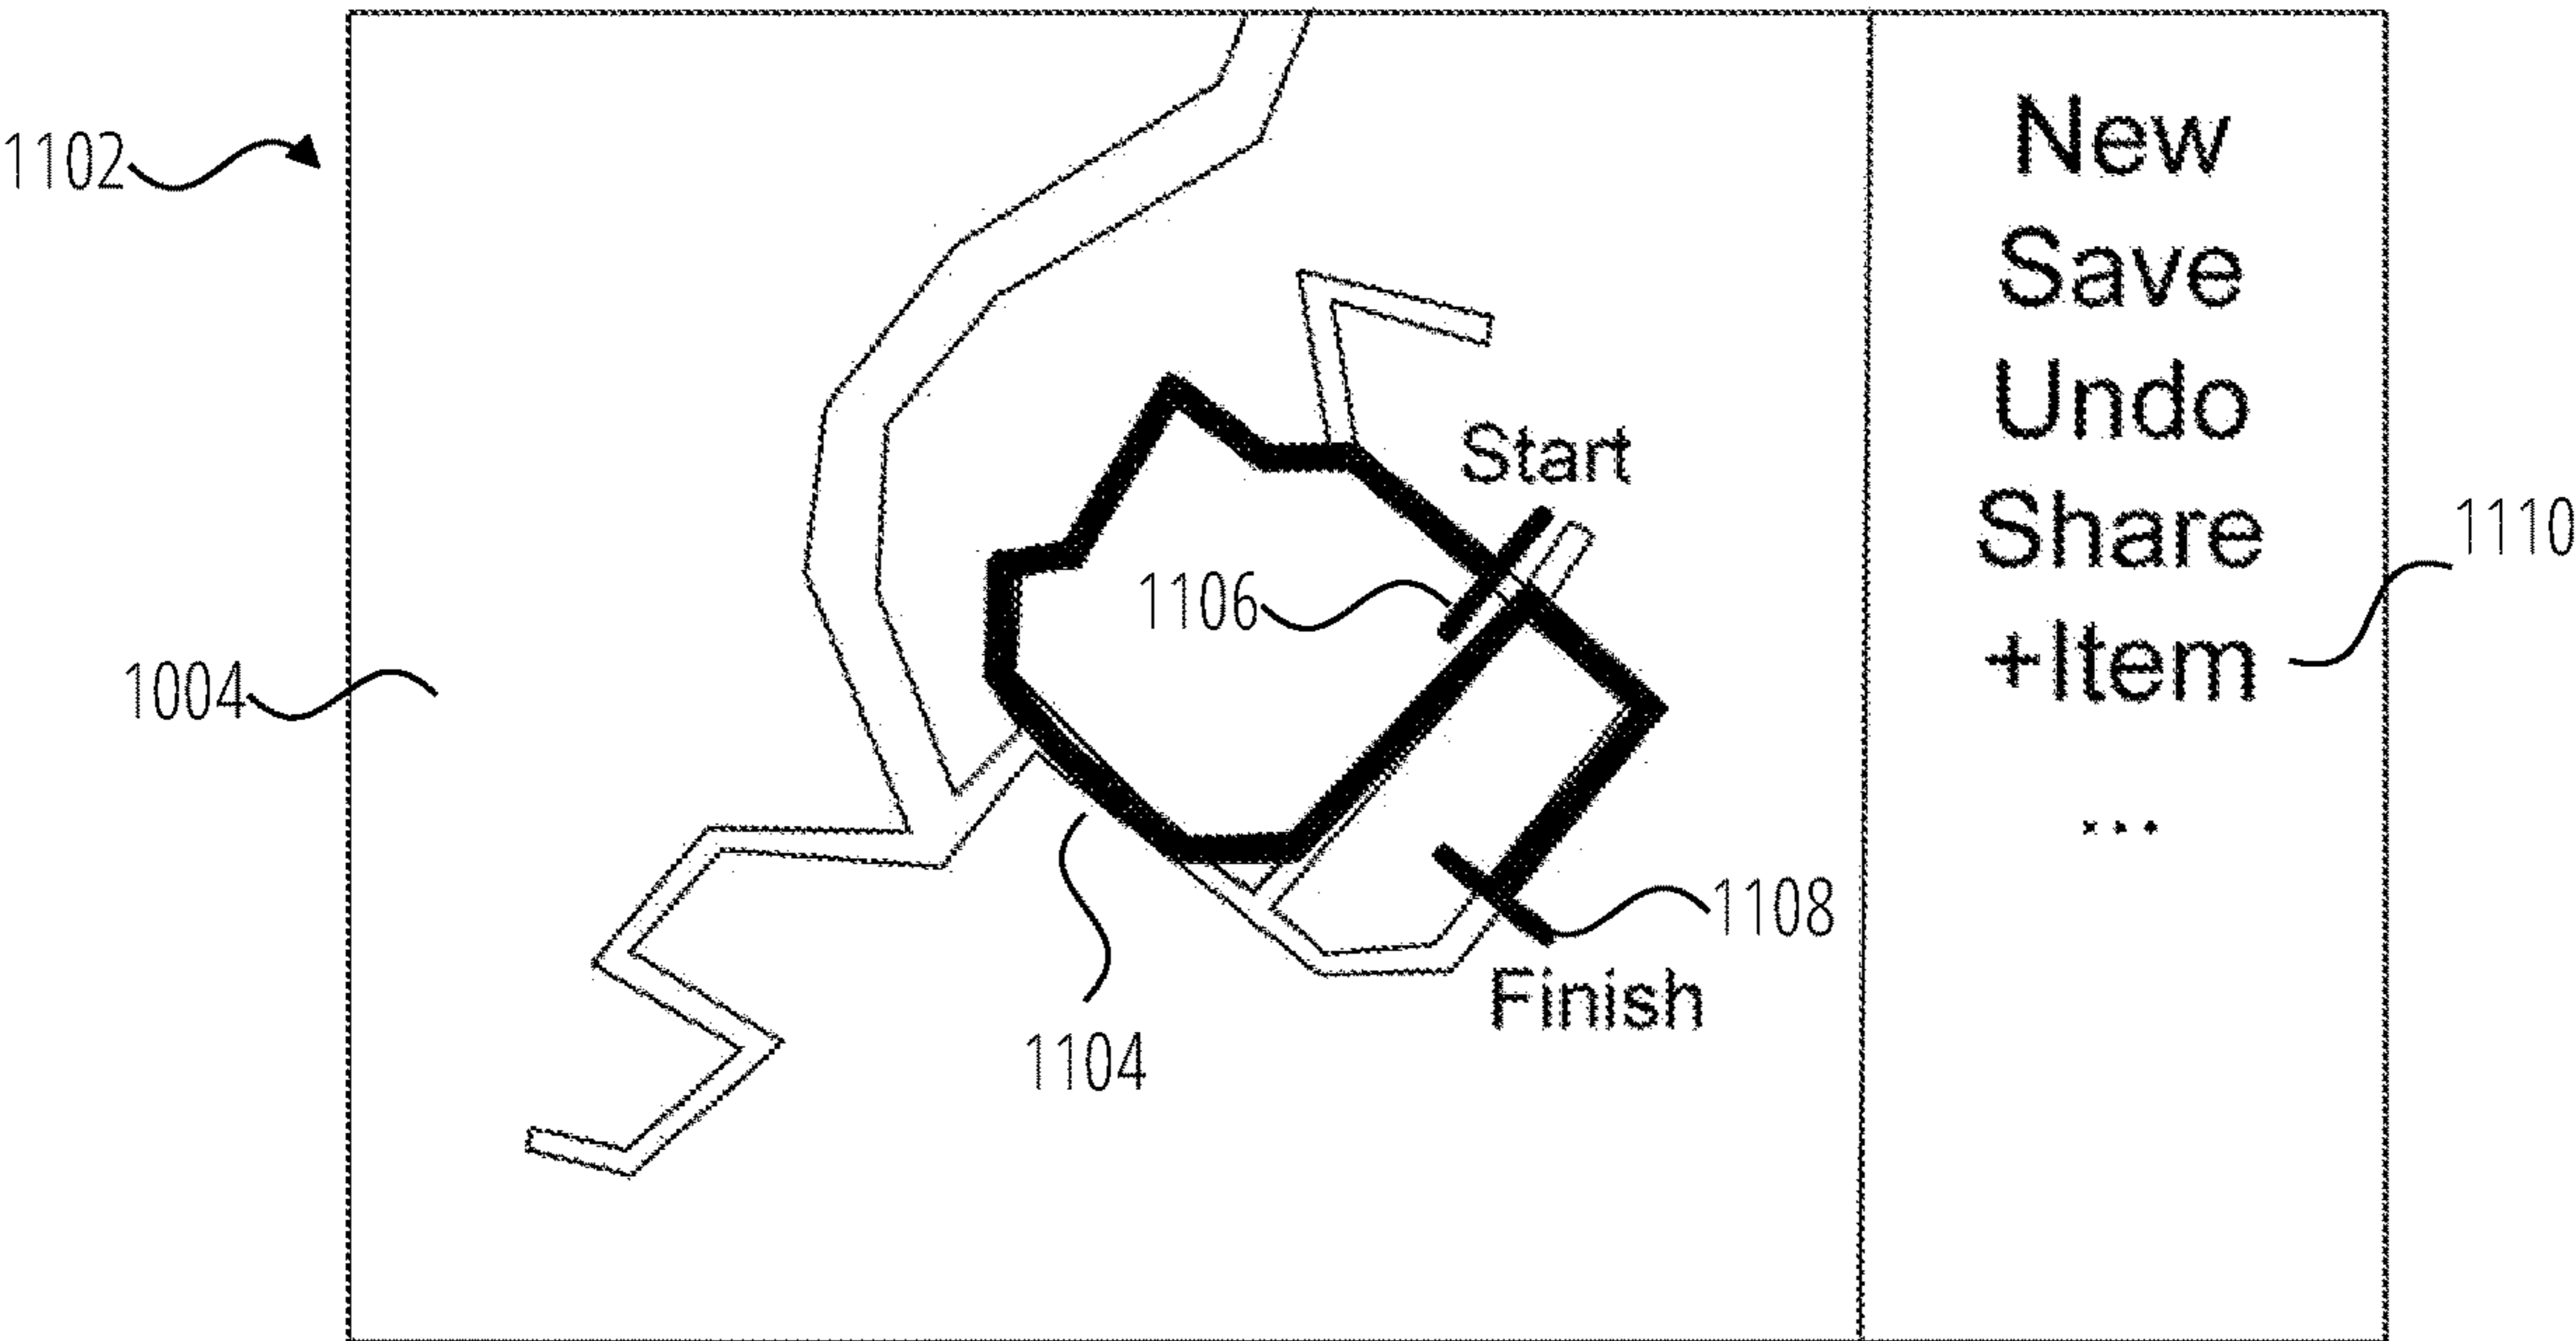 1102
New
Save
Undo
Share
+Item
...
1110
Start
1106
1004
1108
Finish
1104